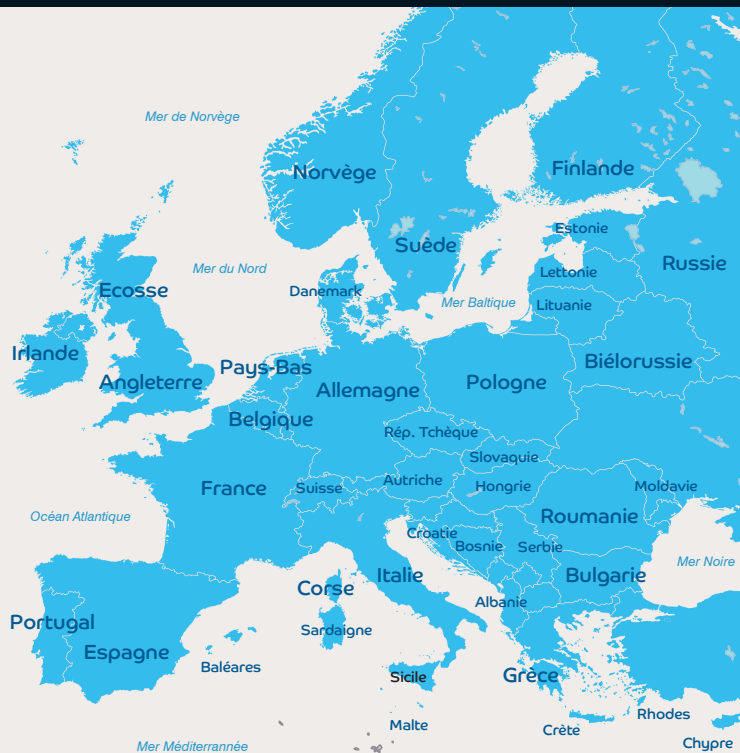 Mer de Norvège
Norvège
Finlande
Estonie
Suède
Russie
Mer du Nord
Lettonie
Ecosse
Danemark
Mer Baltique
Lituanie
Irlande
Pays-Bas
Biélorussie
Angleterre
Allemagne
Pologne
Belgique
Rép. Tchèque
Slovaquie
France
Suisse
Autriche
Hongrie
Moldavie
Océan Atlantique
Roumanie
Croatie
Bosnie
Serbie
Mer Noire
Italie
Bulgarie
Corse
Albanie
Portugal
Sardaigne
Espagne
Baléares
Sicile
Grèce
Rhodes
Malte
Crète
Chypre
Mer Méditerrannée